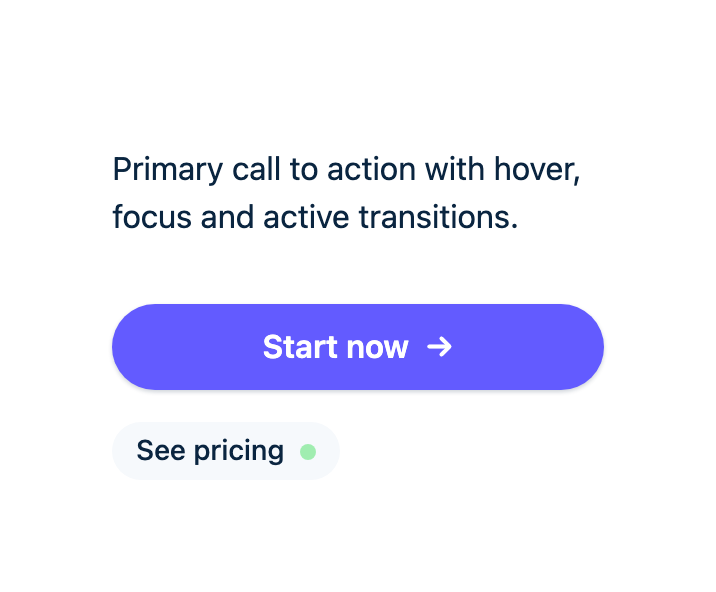 Primary call to action with hover,
focus and active transitions.
Start now →
See pricing